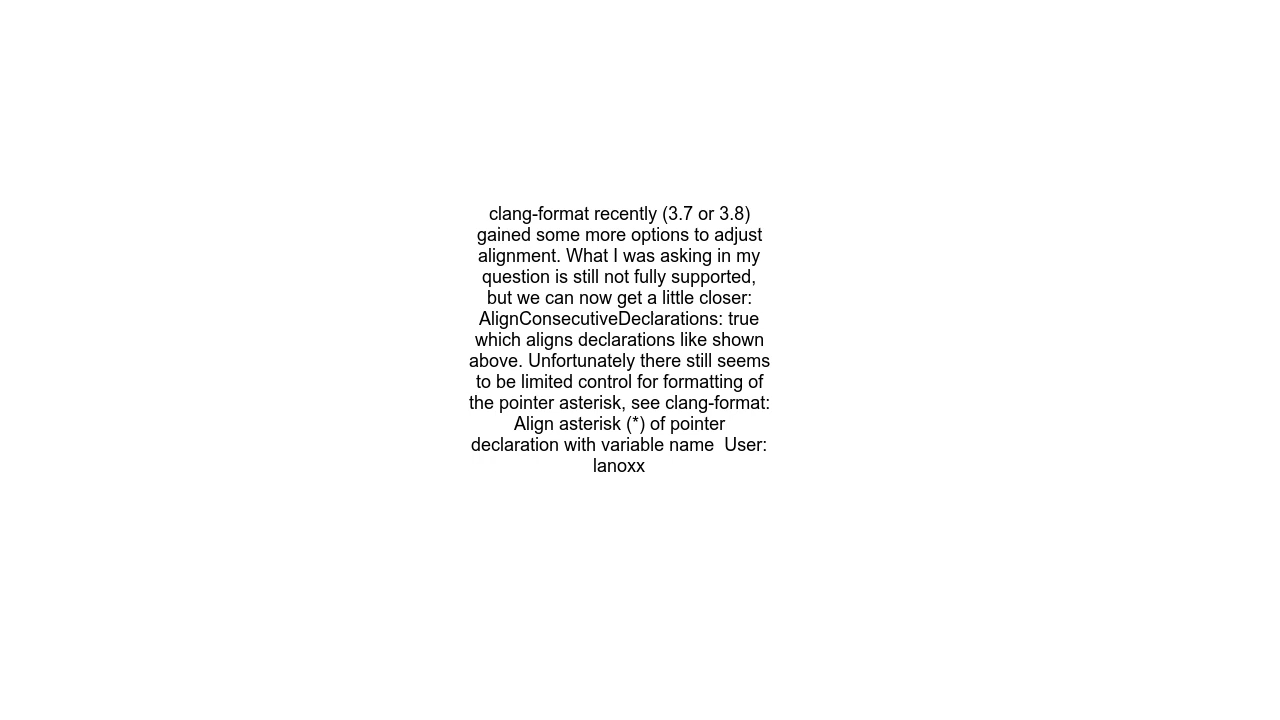 clang-format recently (3.7 or 3.8)
gained some more options to adjust
alignment. What I was asking in my
question is still not fully supported,
but we can now get a little closer:
AlignConsecutiveDeclarations: true
which aligns declarations like shown
above. Unfortunately there still seems
to be limited control for formatting of
the pointer asterisk, see clang-format:
Align asterisk (*) of pointer
declaration with variable name  User:
lanoxx